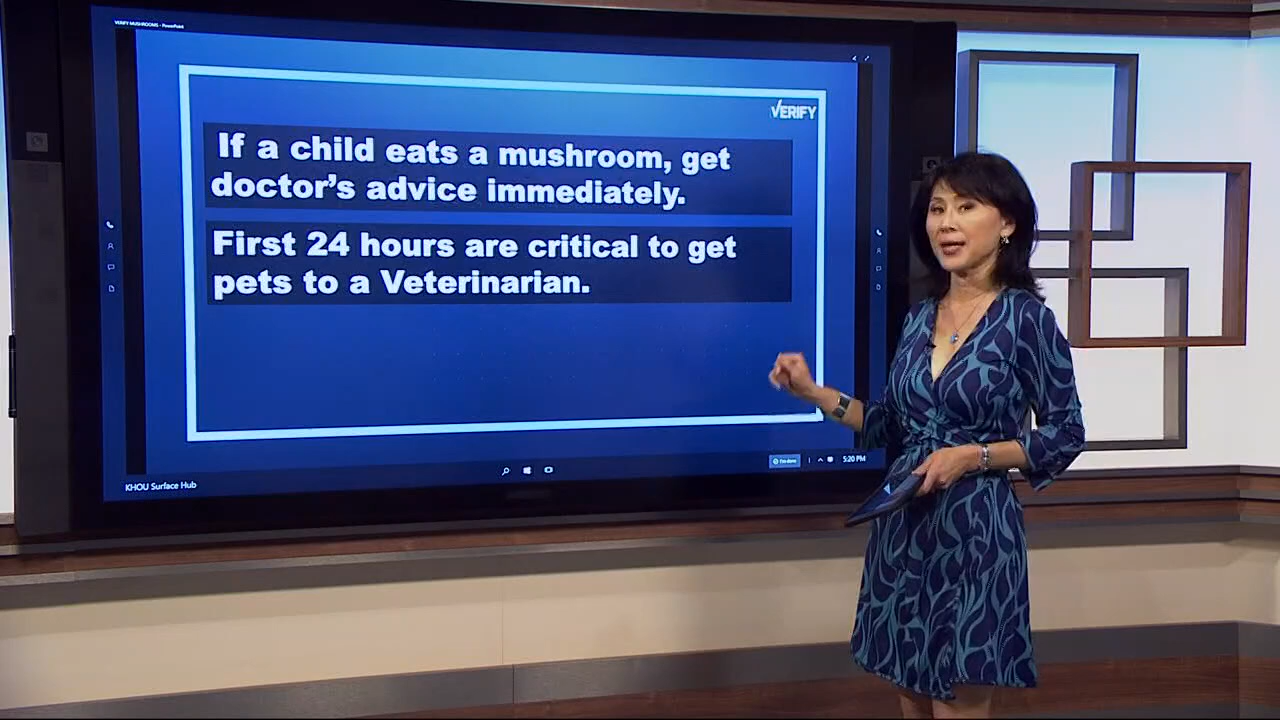 VERIFY MUSHROOMS - PowerPoint
VERIFY
If a child eats a mushroom, get
doctor's advice immediately.
First 24 hours are critical to get
pets to a Veterinarian.
I'm done
5:20 PM
KHOU Surface Hub